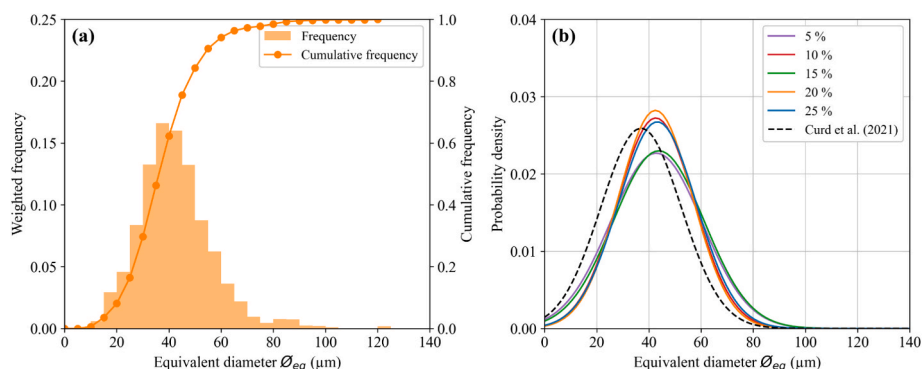 (a)
Frequency
Cumulative frequency
Weighted frequency
0.25
0.20
0.15
0.10
0.05
0.00
1.0
0.8
0.6
0.4
0.2
0.0
Cumulative frequency
0 20 40 60 80 100 120 140
Equivalent diameter Ø_eq (µm)
(b)
5 %
10 %
15 %
20 %
25 %
Curd et al. (2021)
Probability density
0.04
0.03
0.02
0.01
0.00
0 20 40 60 80 100 120 140
Equivalent diameter Ø_eq (µm)